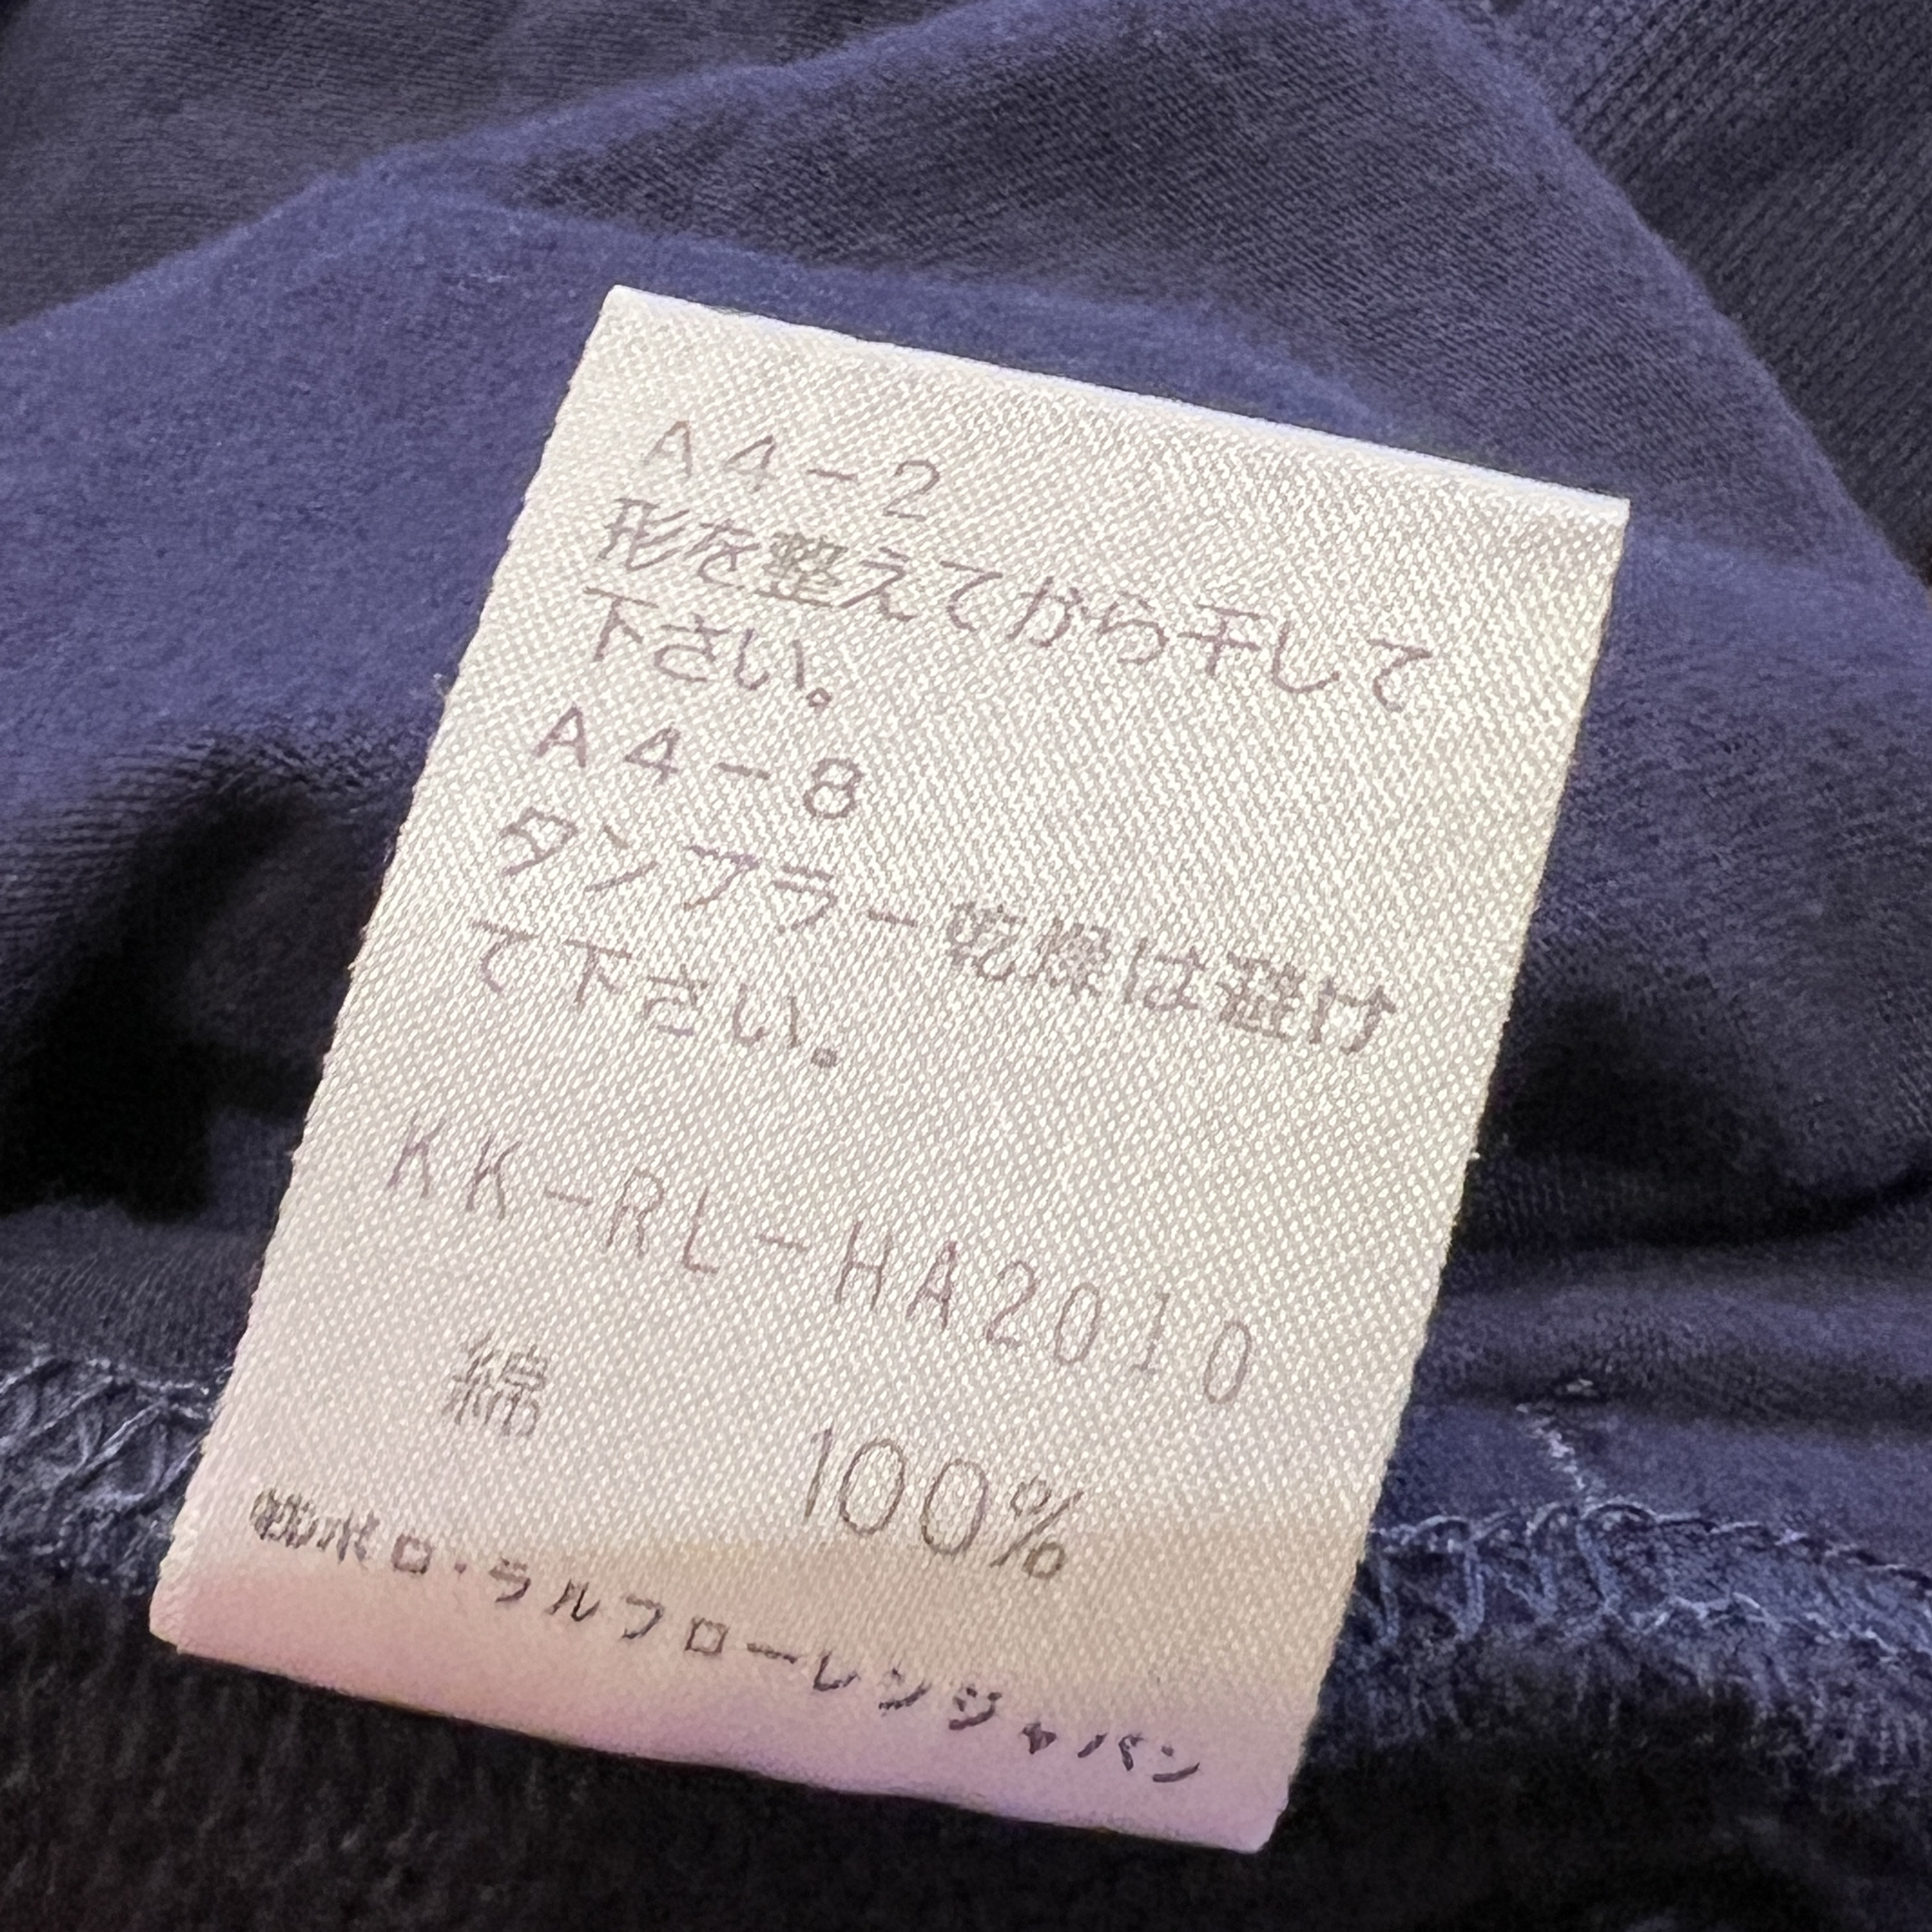 A4-2
形を整えてから干して
下さい。
A4-8
タンブラー乾燥は避け
て下さい。
KK-RL-HA2010
綿 100%
㈱ポロ・ラルフローレンジャパン